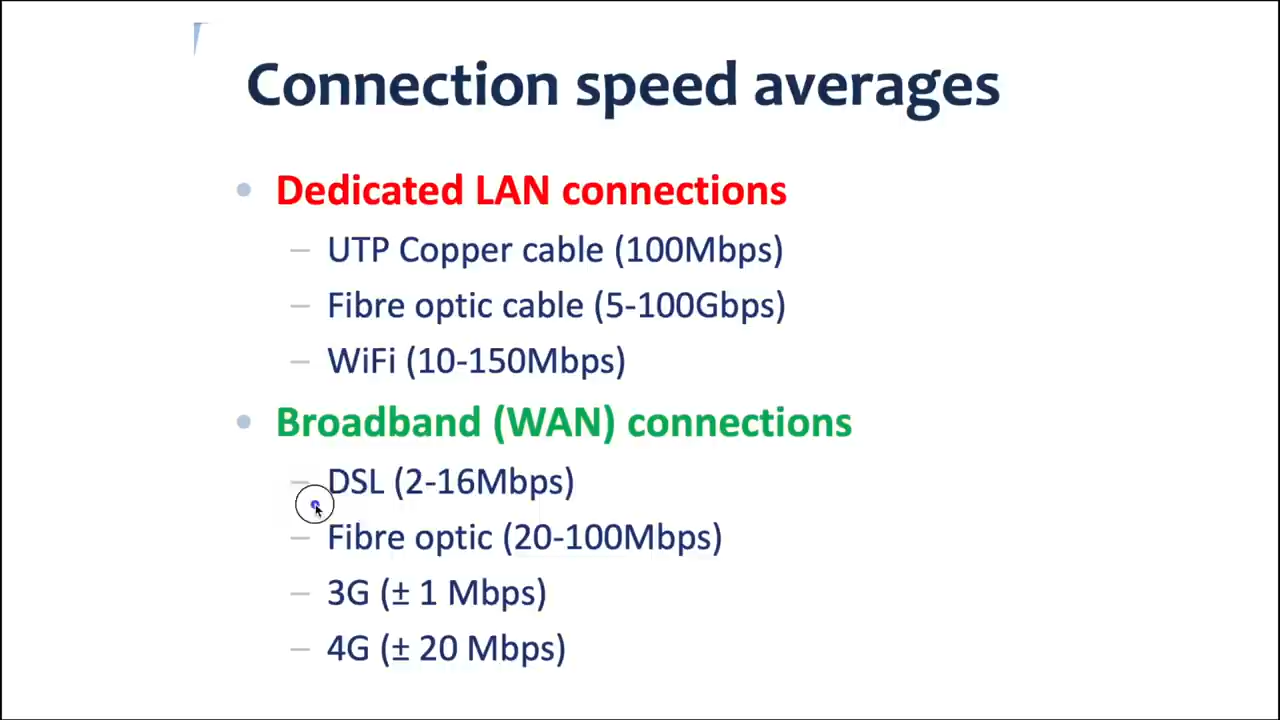 Connection speed averages
• Dedicated LAN connections
– UTP Copper cable (100Mbps)
– Fibre optic cable (5-100Gbps)
– WiFi (10-150Mbps)
• Broadband (WAN) connections
– DSL (2-16Mbps)
– Fibre optic (20-100Mbps)
– 3G (± 1 Mbps)
– 4G (± 20 Mbps)